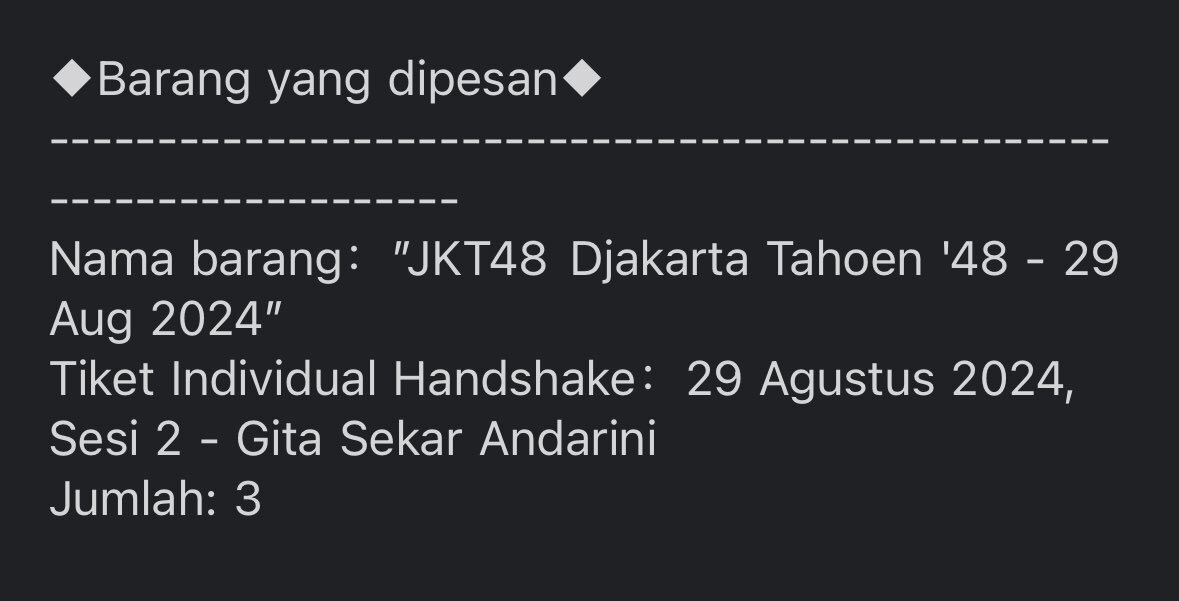 ◆Barang yang dipesan◆
-------------------------------------------------
-------------------
Nama barang： "JKT48 Djakarta Tahoen '48 - 29
Aug 2024"
Tiket Individual Handshake： 29 Agustus 2024,
Sesi 2 - Gita Sekar Andarini
Jumlah: 3